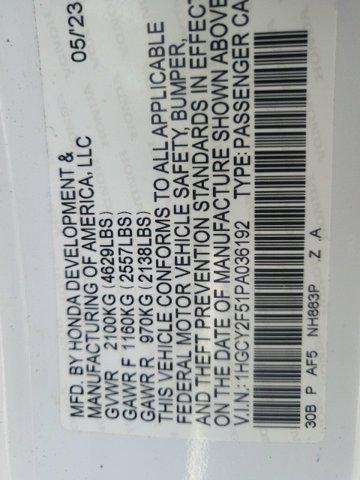 MFD. BY HONDA DEVELOPMENT & 05/23
MANUFACTURING OF AMERICA, LLC
GVWR 2100KG (4629LBS)
GAWR F 1160KG (2557LBS)
GAWR R 970KG (2138LBS)
THIS VEHICLE CONFORMS TO ALL APPLICABLE
FEDERAL MOTOR VEHICLE SAFETY, BUMPER,
AND THEFT PREVENTION STANDARDS IN EFFECT
ON THE DATE OF MANUFACTURE SHOWN ABOVE
V.I.N.: 1HGCY2F51PA036192 TYPE: PASSENGER CA
30B P AF5 NH883P Z A